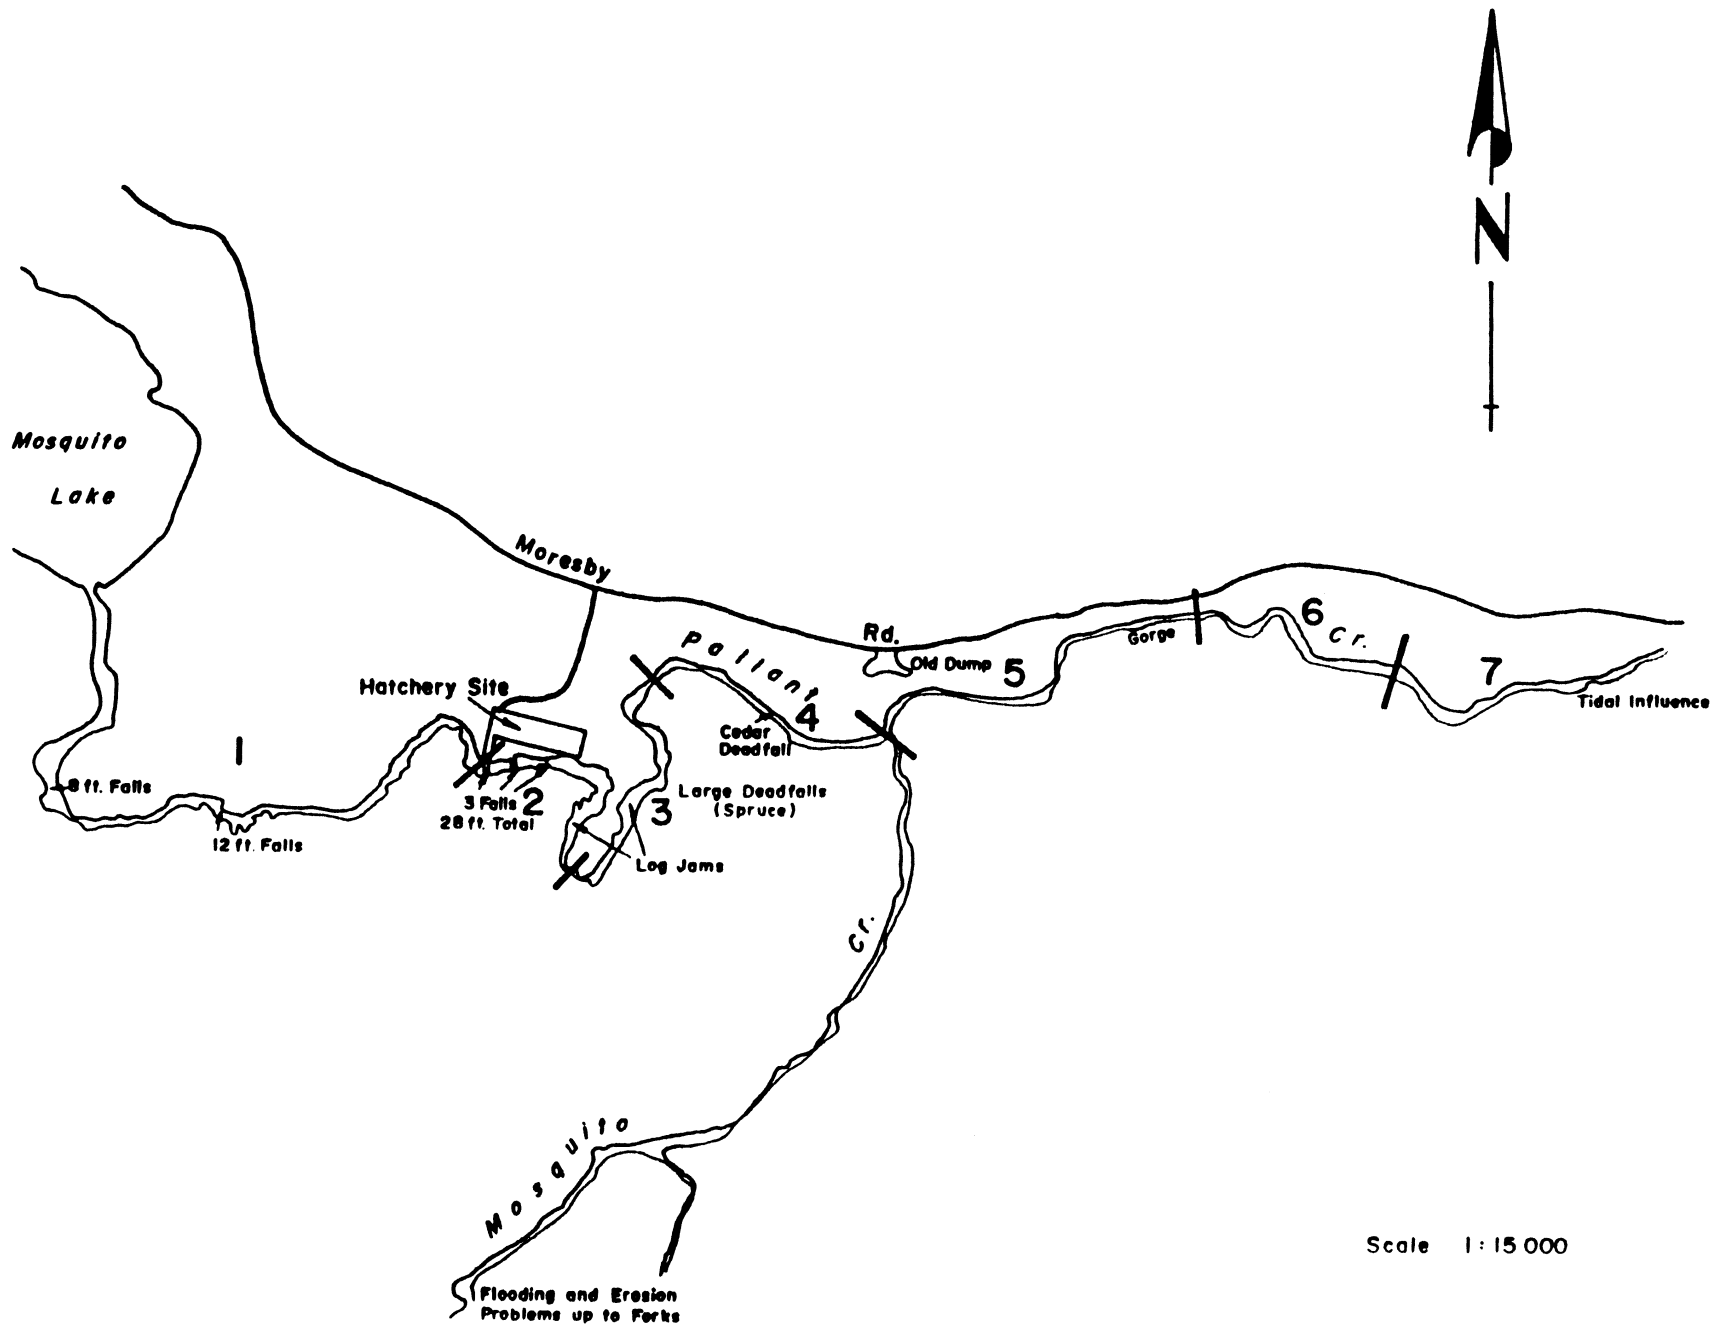 N
Mosquito
Lake
Moresby
Rd.
Pallant
Cr.
Old Dump
Gorge
Hatchery Site
Cedar
Deadfall
Tidal Influence
1
2
3
4
5
6
7
8 ft. Falls
12 ft. Falls
3 Falls
28 ft. Total
Large Deadfalls
(Spruce)
Log Jams
Mosquito
Cr.
Flooding and Erosion
Problems up to Forks
Scale 1:15 000